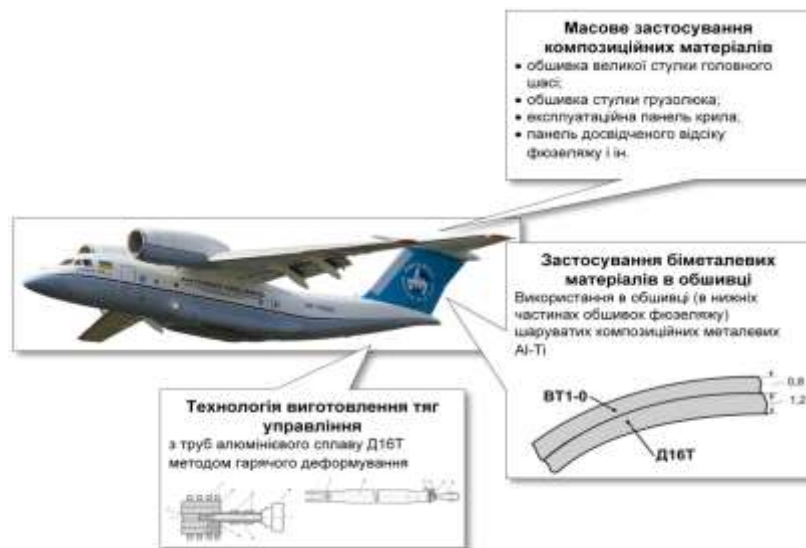 Масове застосування
композиційних матеріалів
• обшивка великої стулки головного
шасі;
• обшивка стулки грузолюка;
• експлуатаційна панель крила;
• панель досвідченого відсіку
фюзеляжу і ін.
Застосування біметалевих
матеріалів в обшивці
Використання в обшивці (в нижніх
частинах обшивок фюзеляжу)
шаруватих композиційних металевих
Al-Ti
ВТ1-0
0,8
1,2
Д16Т
Технологія виготовлення тяг
управління
з труб алюмінієвого сплаву Д16Т
методом гарячого деформування